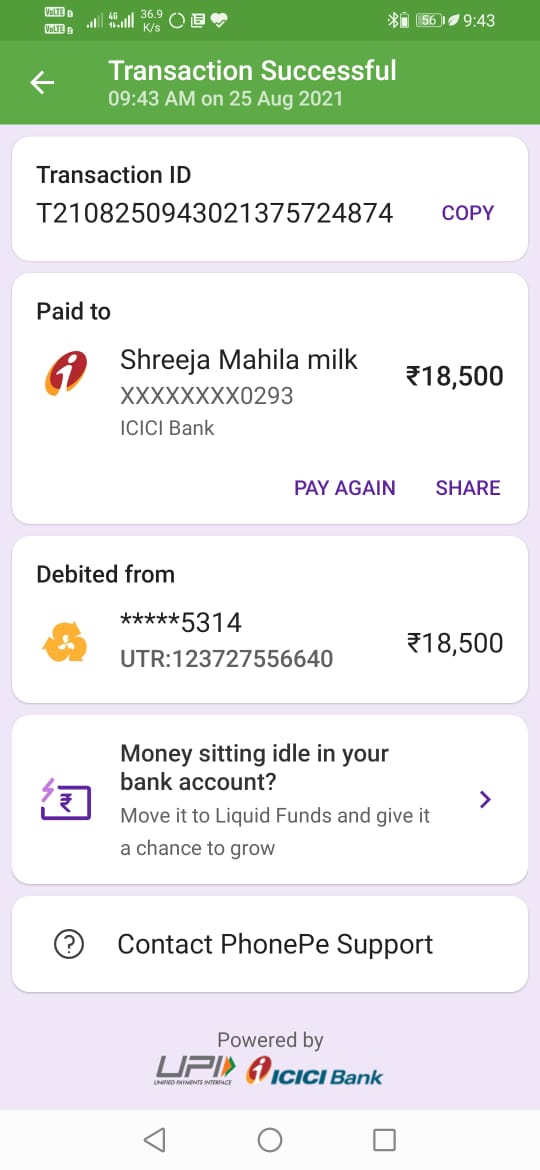 VoLTE 1
VoLTE 2
4G
36.9
K/s
56
9:43
Transaction Successful
09:43 AM on 25 Aug 2021
Transaction ID
T2108250943021375724874
COPY
Paid to
Shreeja Mahila milk
₹18,500
XXXXXXXX0293
ICICI Bank
PAY AGAIN
SHARE
Debited from
*****5314
₹18,500
UTR:123727556640
Money sitting idle in your
bank account?
Move it to Liquid Funds and give it
a chance to grow
Contact PhonePe Support
Powered by
UPI
UNIFIED PAYMENTS INTERFACE
ICICI Bank